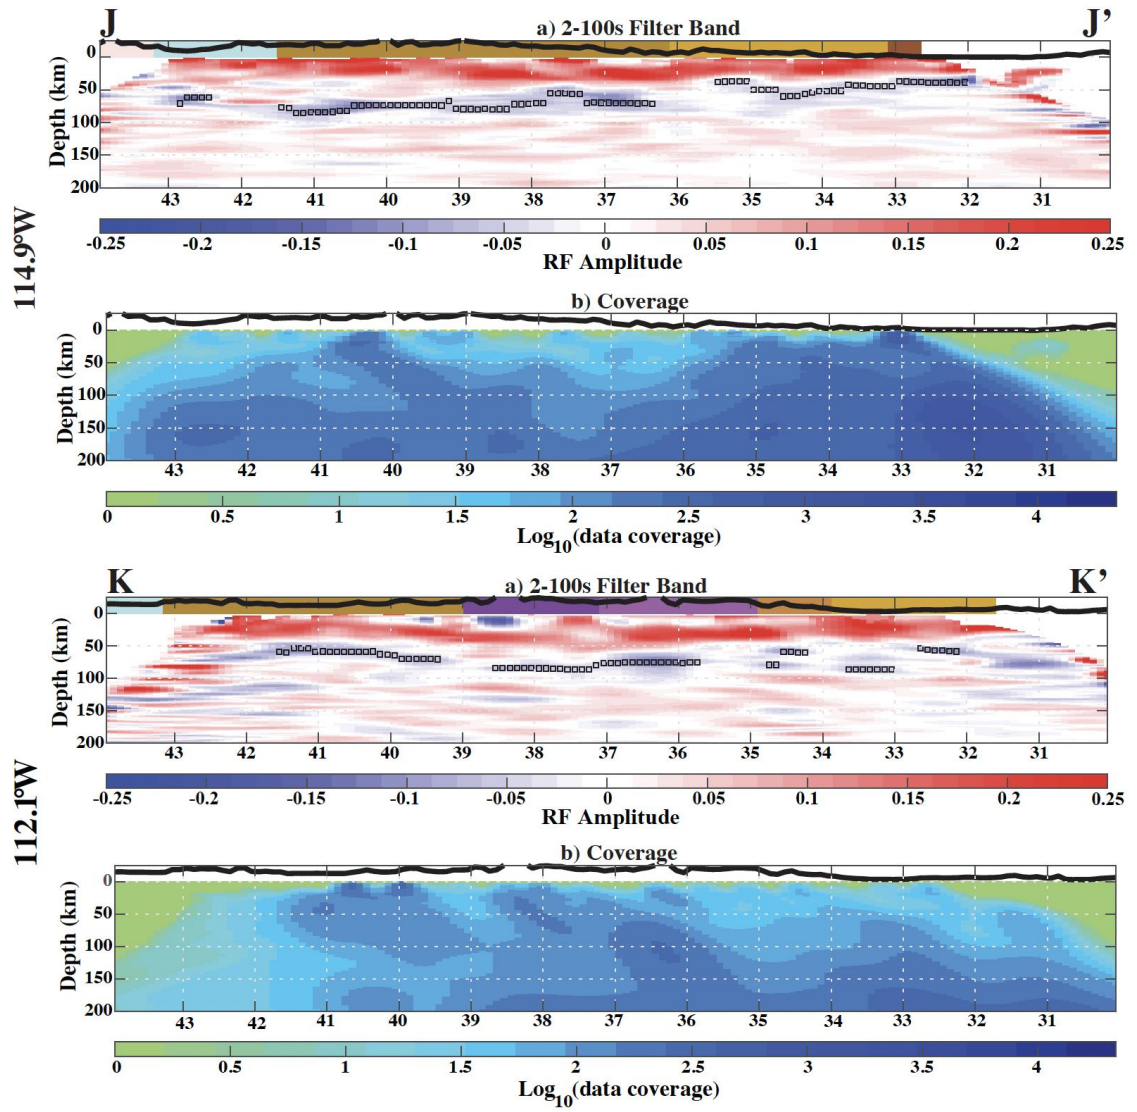 J a) 2-100s Filter Band J’
0
50
100
150
200
Depth (km)
43 42 41 40 39 38 37 36 35 34 33 32 31
-0.25 -0.2 -0.15 -0.1 -0.05 0 0.05 0.1 0.15 0.2 0.25
RF Amplitude
114.9ºW
b) Coverage
0
50
100
150
200
Depth (km)
43 42 41 40 39 38 37 36 35 34 33 32 31
0 0.5 1 1.5 2 2.5 3 3.5 4
Log10(data coverage)
K a) 2-100s Filter Band K’
0
50
100
150
200
Depth (km)
43 42 41 40 39 38 37 36 35 34 33 32 31
-0.25 -0.2 -0.15 -0.1 -0.05 0 0.05 0.1 0.15 0.2 0.25
RF Amplitude
112.1ºW
b) Coverage
0
50
100
150
200
Depth (km)
43 42 41 40 39 38 37 36 35 34 33 32 31
0 0.5 1 1.5 2 2.5 3 3.5 4
Log10(data coverage)